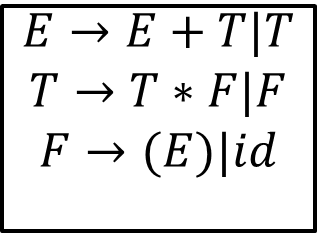 E → E + T|T
T → T * F|F
F → (E)|id